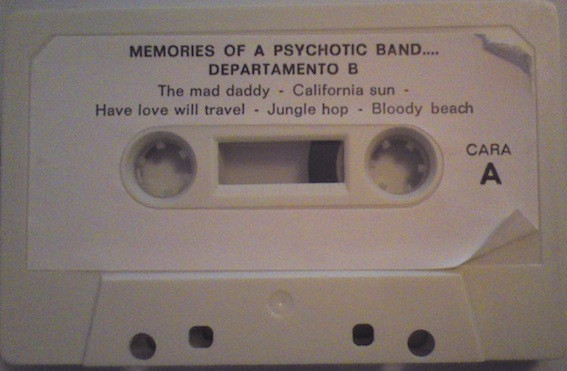 MEMORIES OF A PSYCHOTIC BAND....
DEPARTAMENTO B
The mad daddy - California sun -
Have love will travel - Jungle hop - Bloody beach
CARA
A